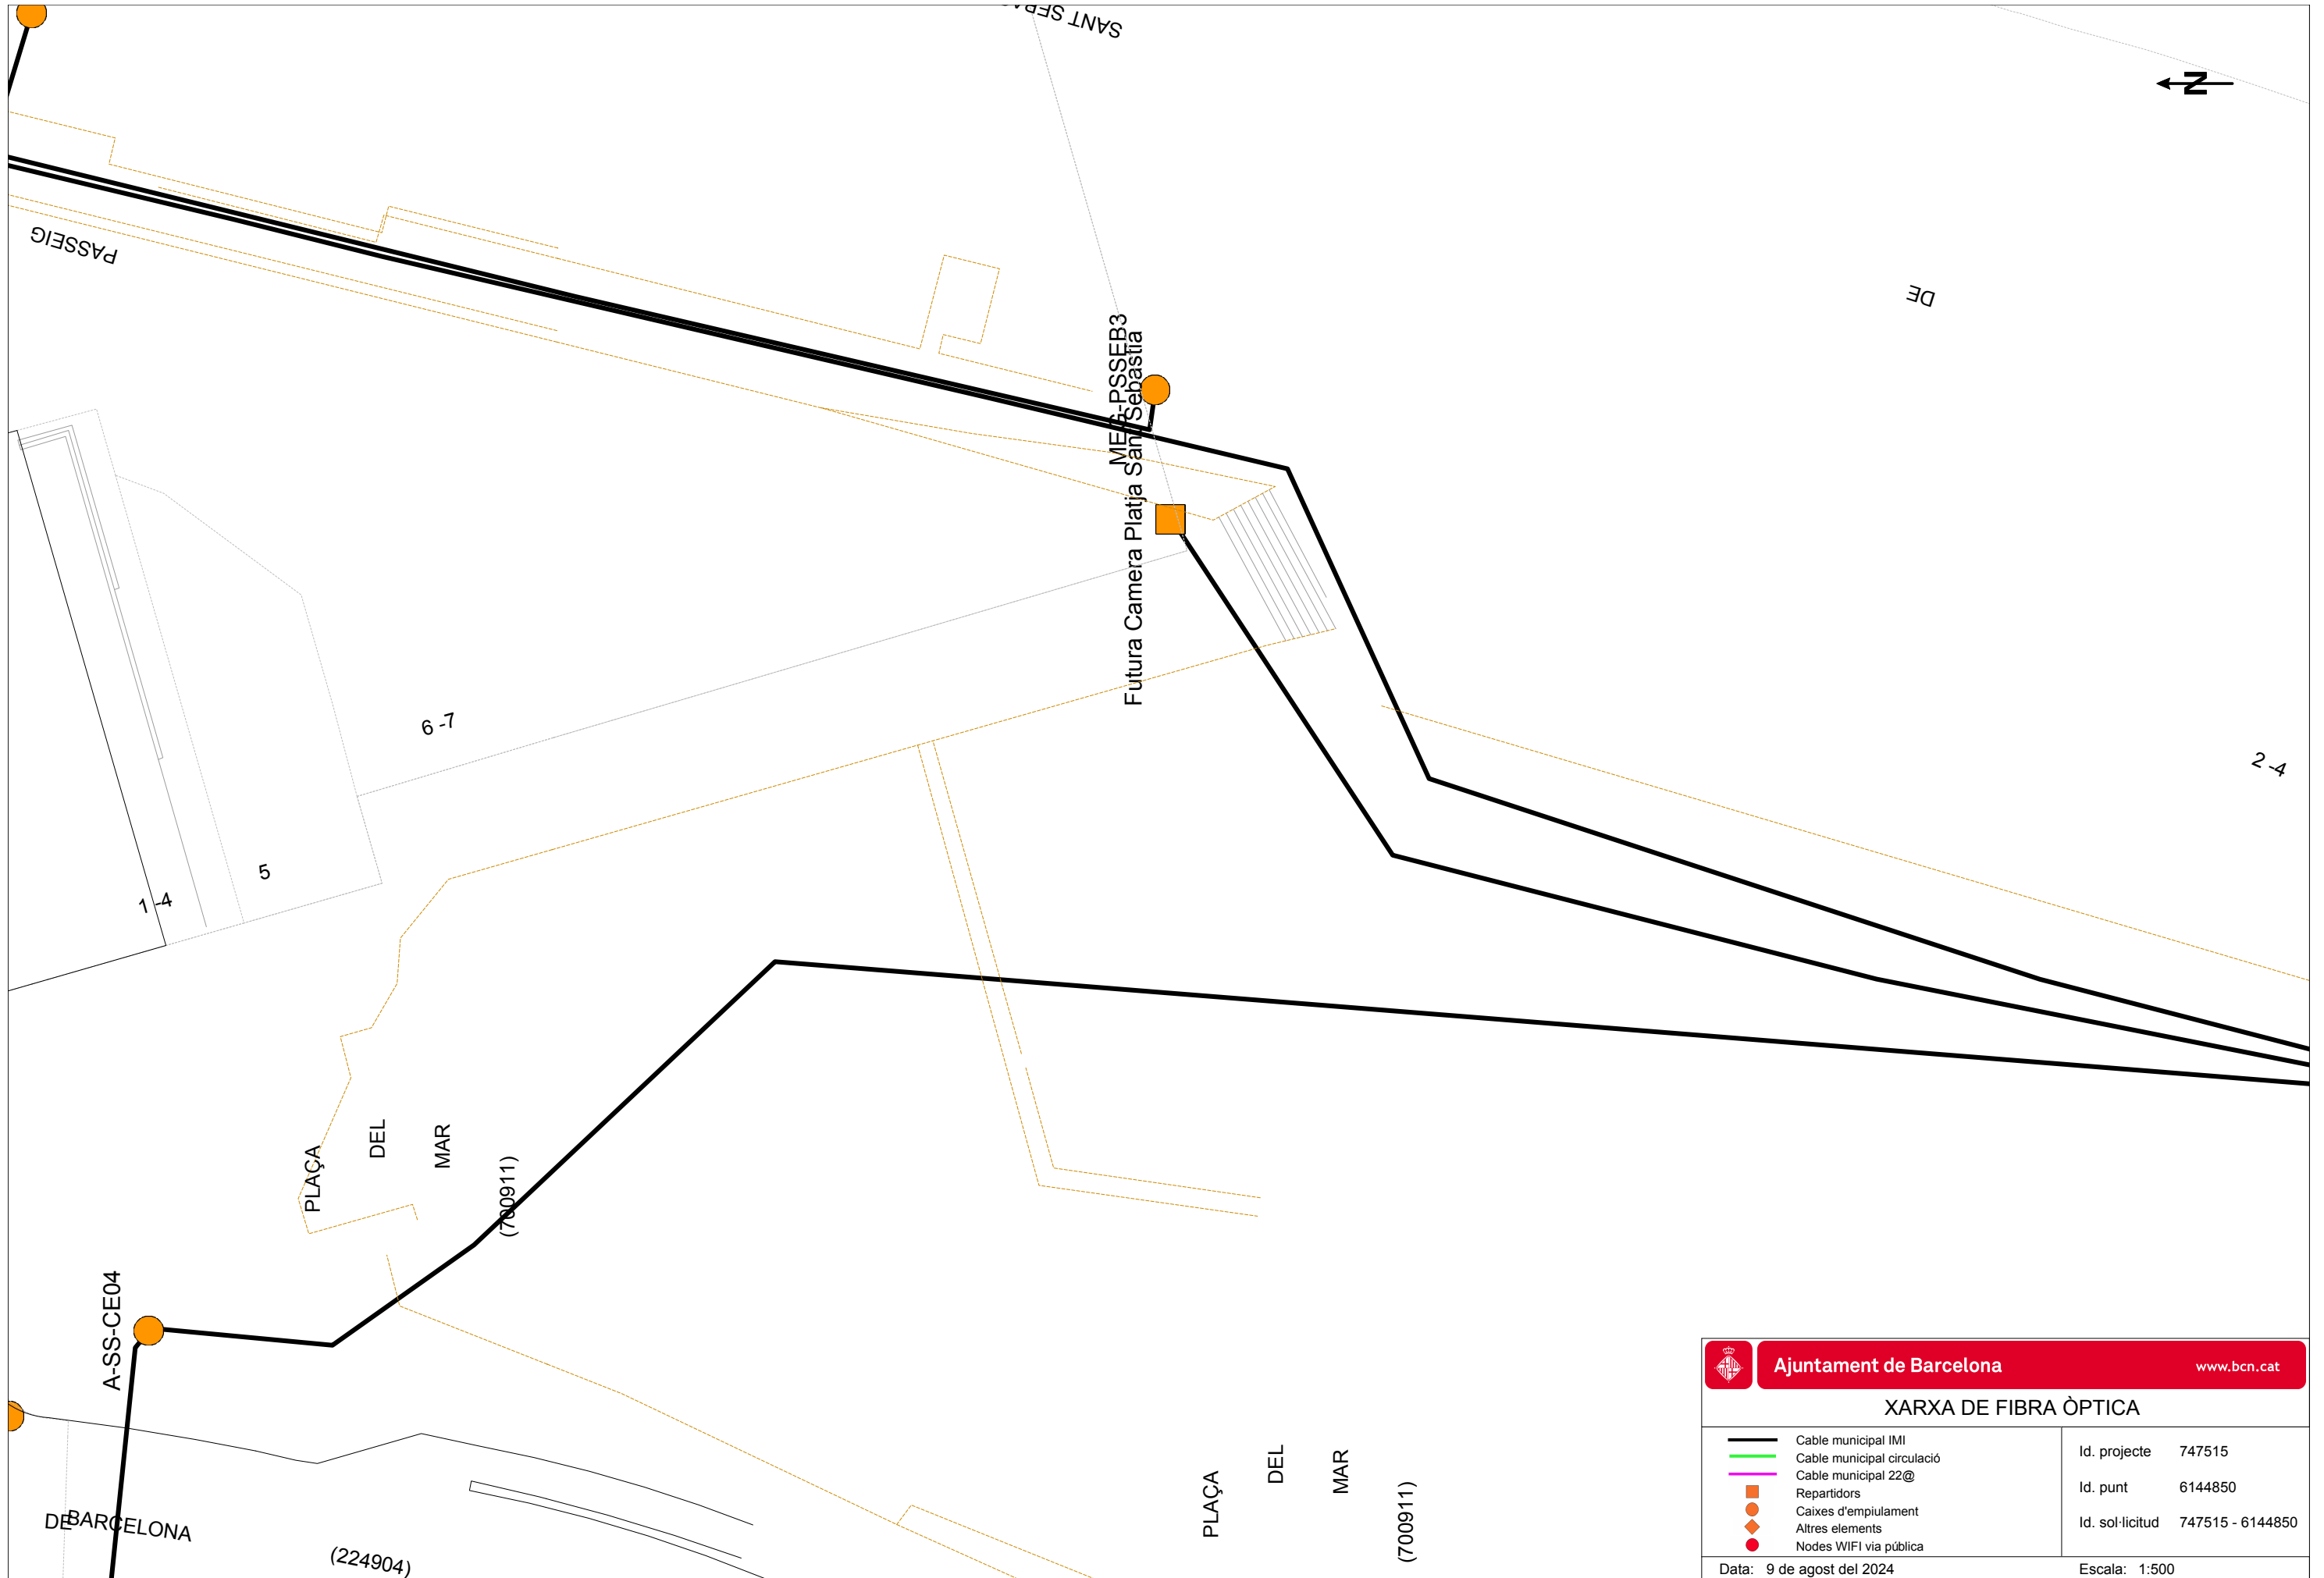 SANT
N
PASSEIG
DE
MEG-PSSEB3
Futura Camera Platja Sant Sebastia
6 -7
2 -4
5
1 -4
PLAÇA
DEL
MAR
(700911)
A-SS-CE04
DE
BARCELONA
(224904)
PLAÇA
DEL
MAR
(700911)
Ajuntament de Barcelona
www.bcn.cat
XARXA DE FIBRA ÒPTICA
Cable municipal IMI
Cable municipal circulació
Cable municipal 22@
Repartidors
Caixes d'empiulament
Altres elements
Nodes WIFI via pública
Id. projecte 747515
Id. punt 6144850
Id. sol·licitud 747515 - 6144850
Data: 9 de agost del 2024
Escala: 1:500